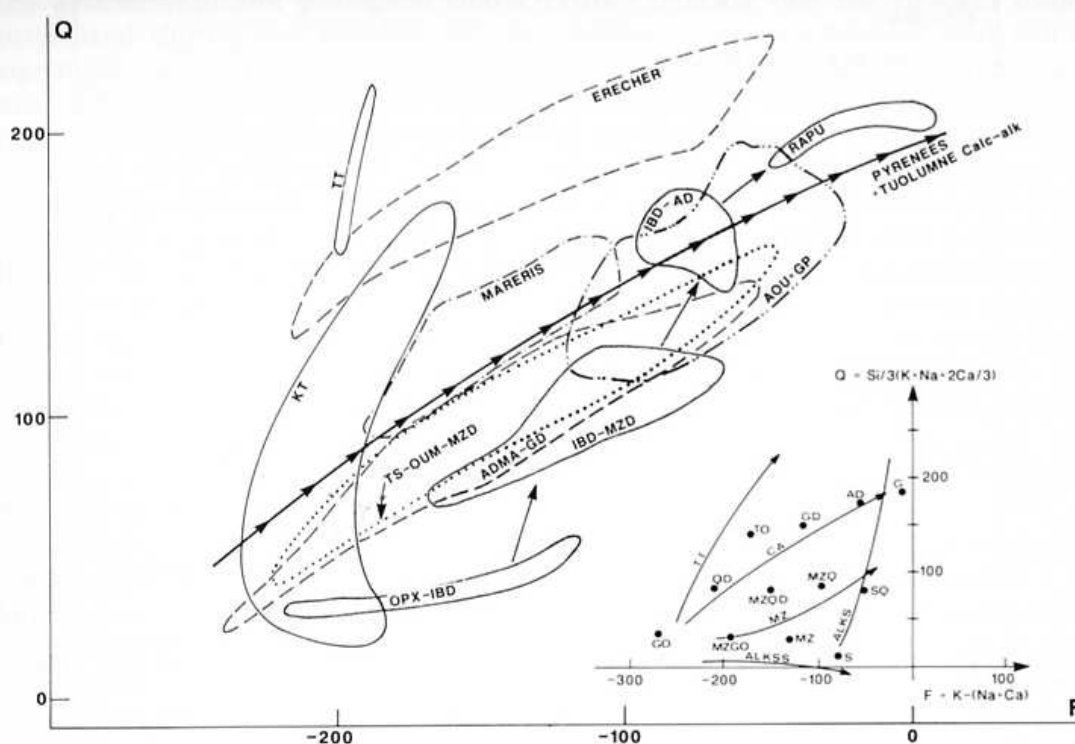 Q
200
100
0
-200
-100
0
F
ERECHER
TT
RAPU
PYRENEES
TUOLUMNE Calc-alk
IBD-AD
MARERIS
AOU-GP
KT
TS-OUM-MZD
ADMA-GD
IBD-MZD
OPX-IBD
Q = Si/3(K+Na+2Ca/3)
200
100
TT
TO
GD
AD
G
CA
QD
MZQD
MZQ
SQ
MZ
ALKS
GO
MZGO
MZ
S
ALKSS
-300
-200
-100
0
100
F = K-(Na+Ca)